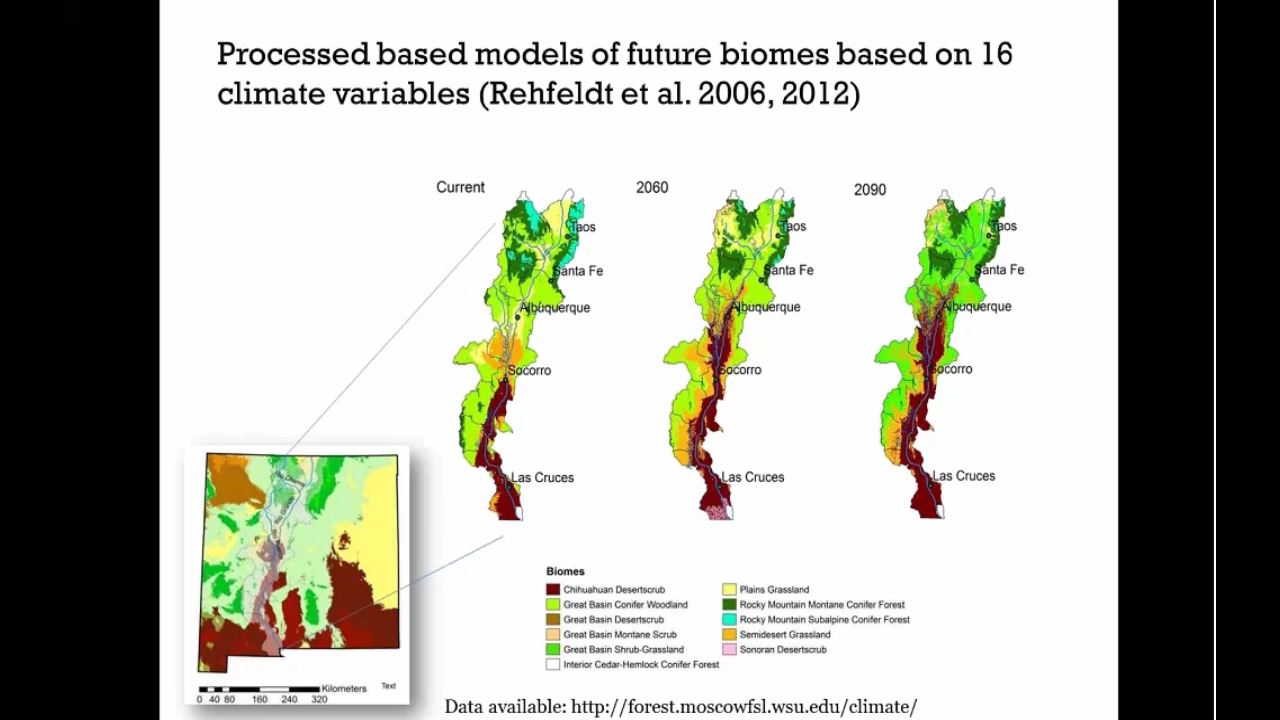 Processed based models of future biomes based on 16
climate variables (Rehfeldt et al. 2006, 2012)
Current
2060
2090
Taos
Santa Fe
Albuquerque
Socorro
Las Cruces
Taos
Santa Fe
Albuquerque
Socorro
Las Cruces
Taos
Santa Fe
Albuquerque
Socorro
Las Cruces
Biomes
Chihuahuan Desertscrub
Great Basin Conifer Woodland
Great Basin Desertscrub
Great Basin Montane Scrub
Great Basin Shrub-Grassland
Interior Cedar-Hemlock Conifer Forest
Plains Grassland
Rocky Mountain Montane Conifer Forest
Rocky Mountain Subalpine Conifer Forest
Semidesert Grassland
Sonoran Desertscrub
Kilometers
Text
0 40 80 160 240 320
Data available: http://forest.moscowfsl.wsu.edu/climate/